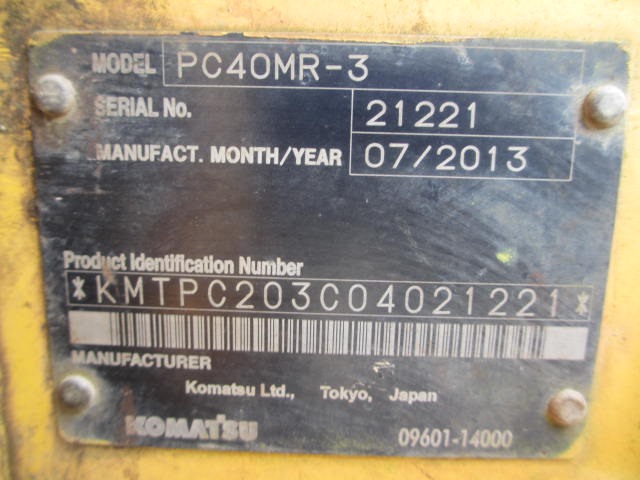 MODEL PC40MR-3
SERIAL No. 21221
MANUFACT. MONTH/YEAR 07/2013
Product Identification Number
*KMTPC203C04021221*
MANUFACTURER
Komatsu Ltd., Tokyo, Japan
KOMATSU 09601-14000